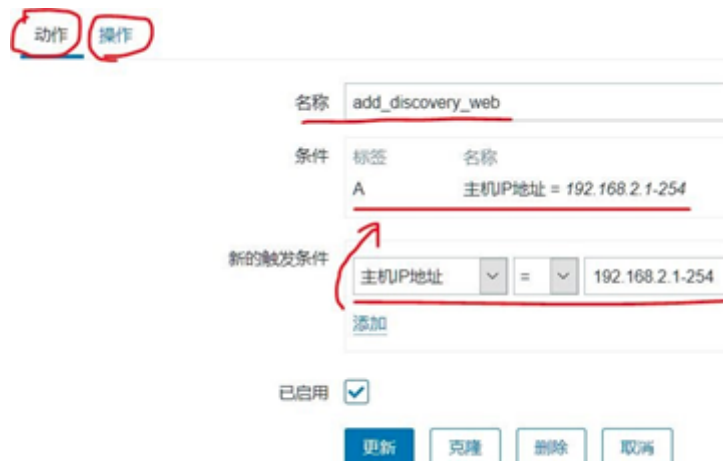 动作 操作
名称 add_discovery_web
条件 标签 名称
A 主机IP地址 = 192.168.2.1-254
新的触发条件
主机IP地址 = 192.168.2.1-254
添加
已启用
更新 克隆 删除 取消